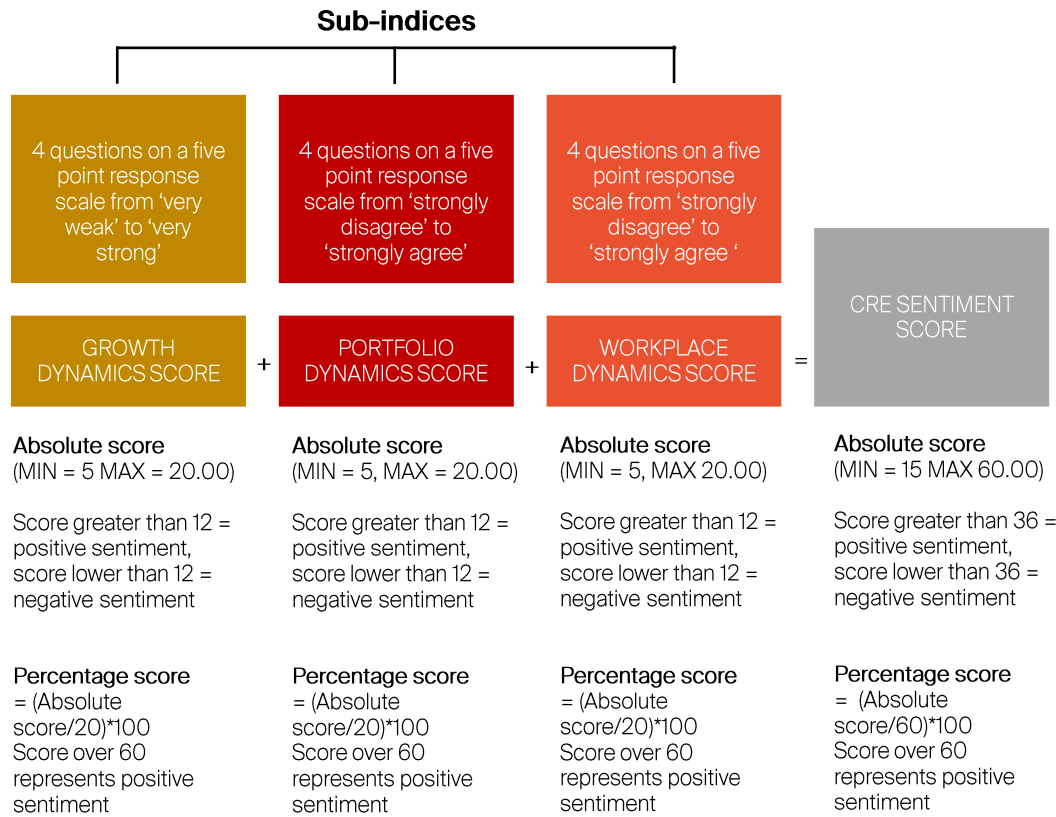 Sub-indices
4 questions on a five
point response
scale from ‘very
weak’ to ‘very
strong’
4 questions on a five
point response
scale from ‘strongly
disagree’ to
‘strongly agree’
4 questions on a five
point response
scale from ‘strongly
disagree’ to
‘strongly agree ‘
GROWTH
DYNAMICS SCORE
+
PORTFOLIO
DYNAMICS SCORE
+
WORKPLACE
DYNAMICS SCORE
=
CRE SENTIMENT
SCORE
Absolute score
(MIN = 5 MAX = 20.00)
Score greater than 12 =
positive sentiment,
score lower than 12 =
negative sentiment
Percentage score
= (Absolute
score/20)*100
Score over 60
represents positive
sentiment
Absolute score
(MIN = 5, MAX = 20.00)
Score greater than 12 =
positive sentiment,
score lower than 12 =
negative sentiment
Percentage score
= (Absolute
score/20)*100
Score over 60
represents positive
sentiment
Absolute score
(MIN = 5, MAX 20.00)
Score greater than 12 =
positive sentiment,
score lower than 12 =
negative sentiment
Percentage score
= (Absolute
score/20)*100
Score over 60
represents positive
sentiment
Absolute score
(MIN = 15 MAX 60.00)
Score greater than 36 =
positive sentiment,
score lower than 36 =
negative sentiment
Percentage score
=  (Absolute
score/60)*100
Score over 60
represents positive
sentiment